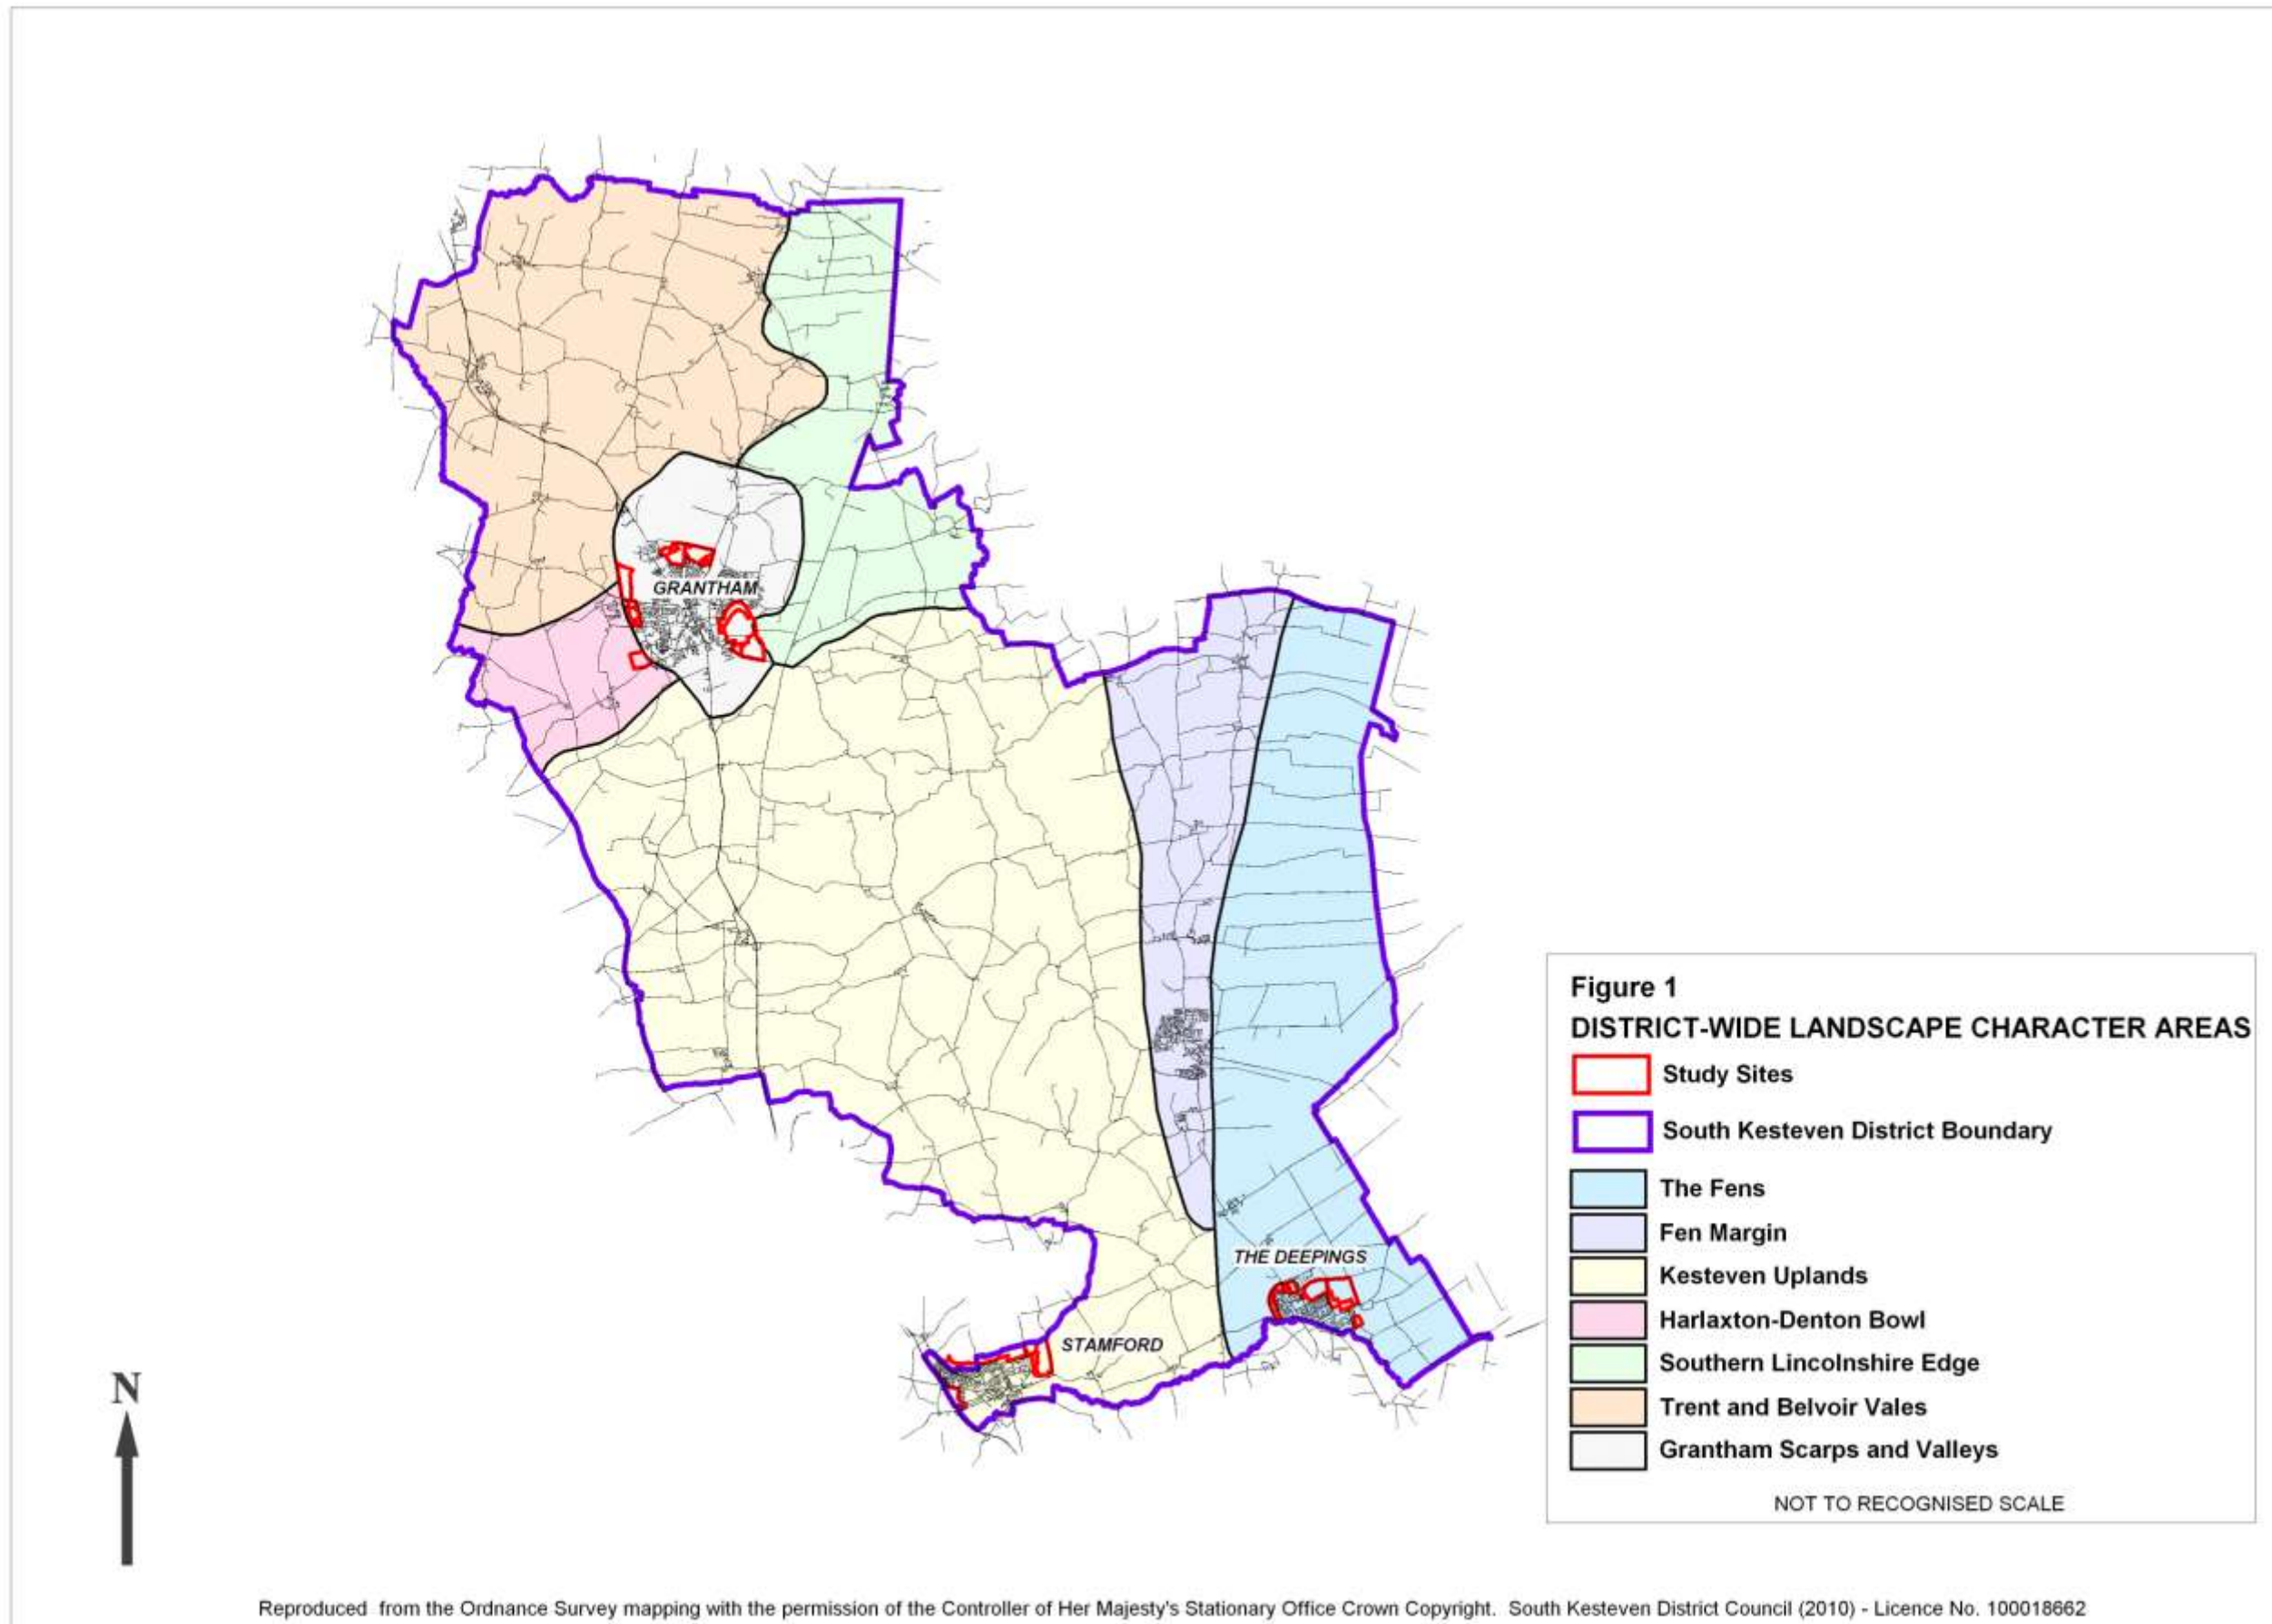 GRANTHAM
THE DEEPINGS
STAMFORD
N
Figure 1
DISTRICT-WIDE LANDSCAPE CHARACTER AREAS
Study Sites
South Kesteven District Boundary
The Fens
Fen Margin
Kesteven Uplands
Harlaxton-Denton Bowl
Southern Lincolnshire Edge
Trent and Belvoir Vales
Grantham Scarps and Valleys
NOT TO RECOGNISED SCALE
Reproduced from the Ordnance Survey mapping with the permission of the Controller of Her Majesty's Stationary Office Crown Copyright. South Kesteven District Council (2010) - Licence No. 100018662